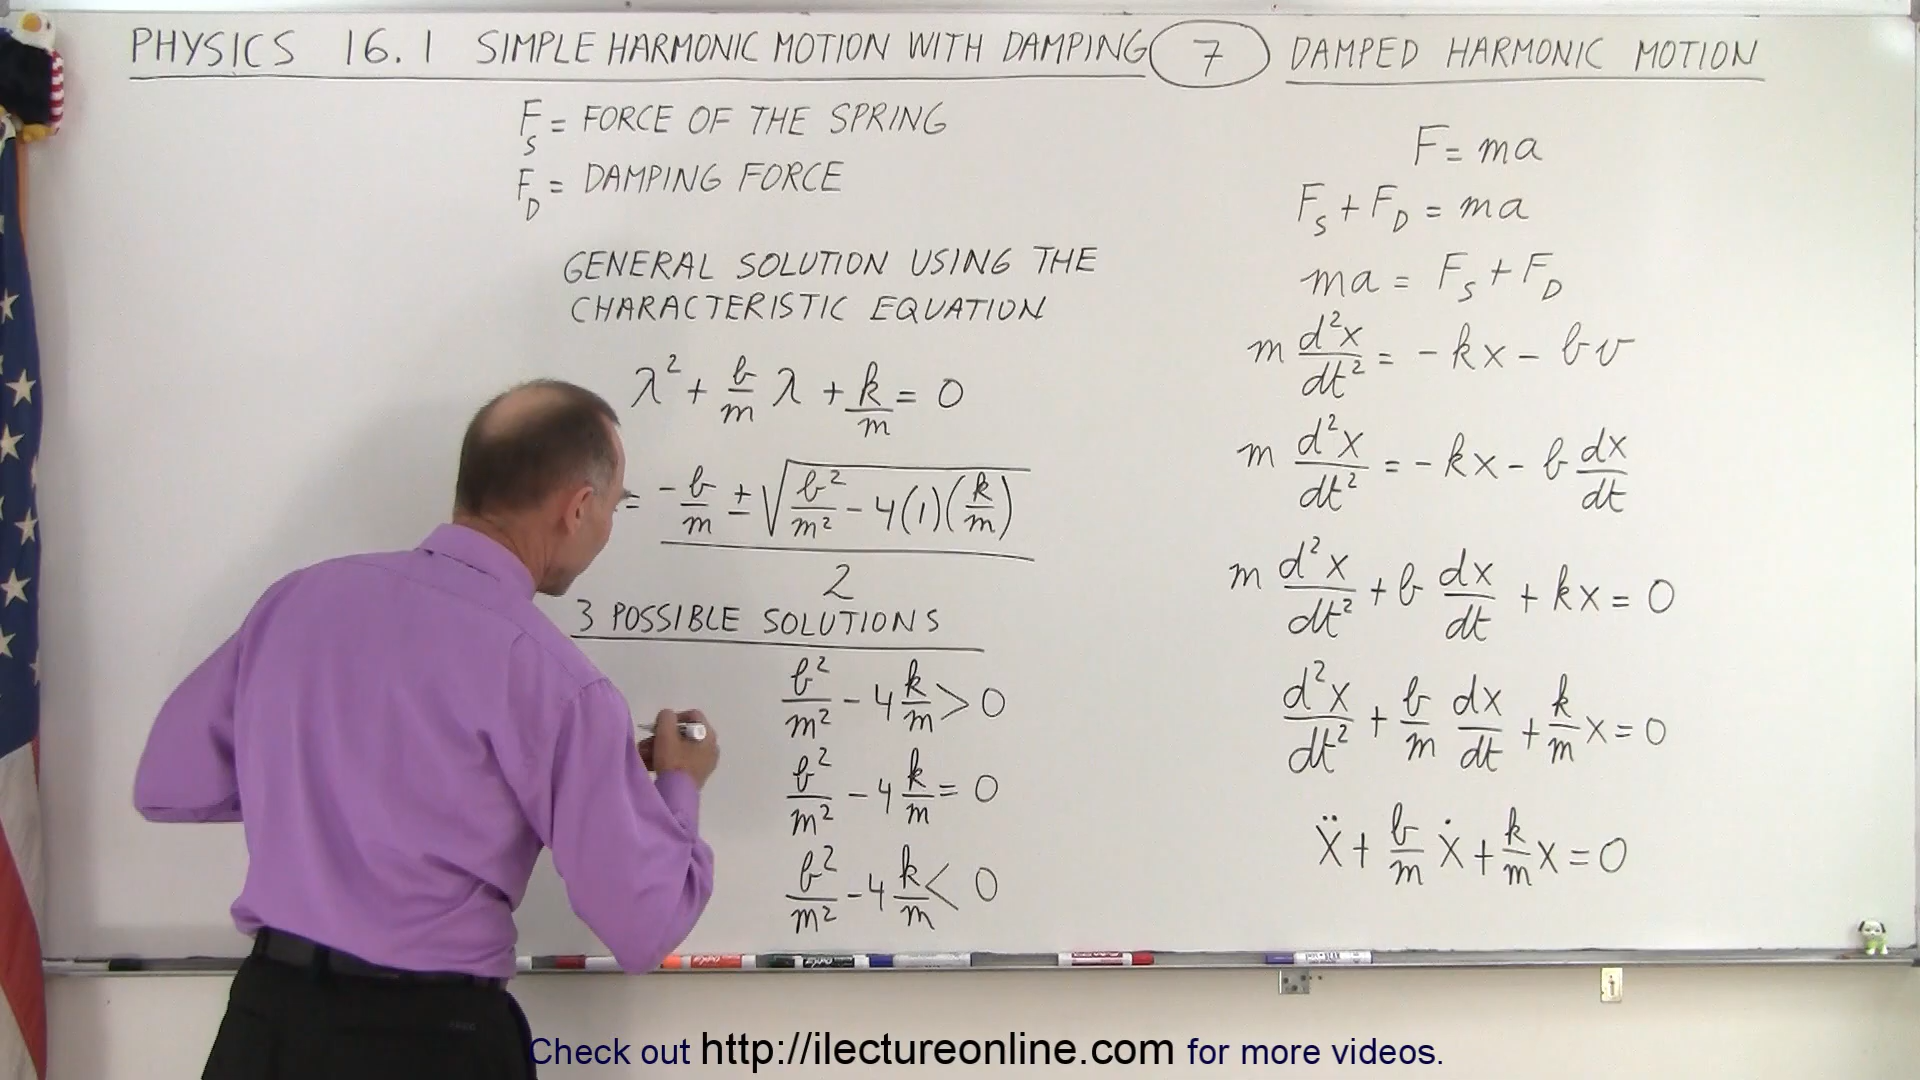 PHYSICS 16.1 SIMPLE HARMONIC MOTION WITH DAMPING 7 DAMPED HARMONIC MOTION
F_S = FORCE OF THE SPRING
F_D = DAMPING FORCE
GENERAL SOLUTION USING THE
CHARACTERISTIC EQUATION
λ² + b/m λ + k/m = 0
= (-b/m ± √(b²/m² - 4(1)(k/m))) / 2
3 POSSIBLE SOLUTIONS
b²/m² - 4 k/m > 0
b²/m² - 4 k/m = 0
b²/m² - 4 k/m < 0
F = ma
F_S + F_D = ma
ma = F_S + F_D
m d²x/dt² = -kx - bv
m d²x/dt² = -kx - b dx/dt
m d²x/dt² + b dx/dt + kx = 0
d²x/dt² + b/m dx/dt + k/m x = 0
ẍ + b/m ẋ + k/m x = 0
Check out http://ilectureonline.com for more videos.